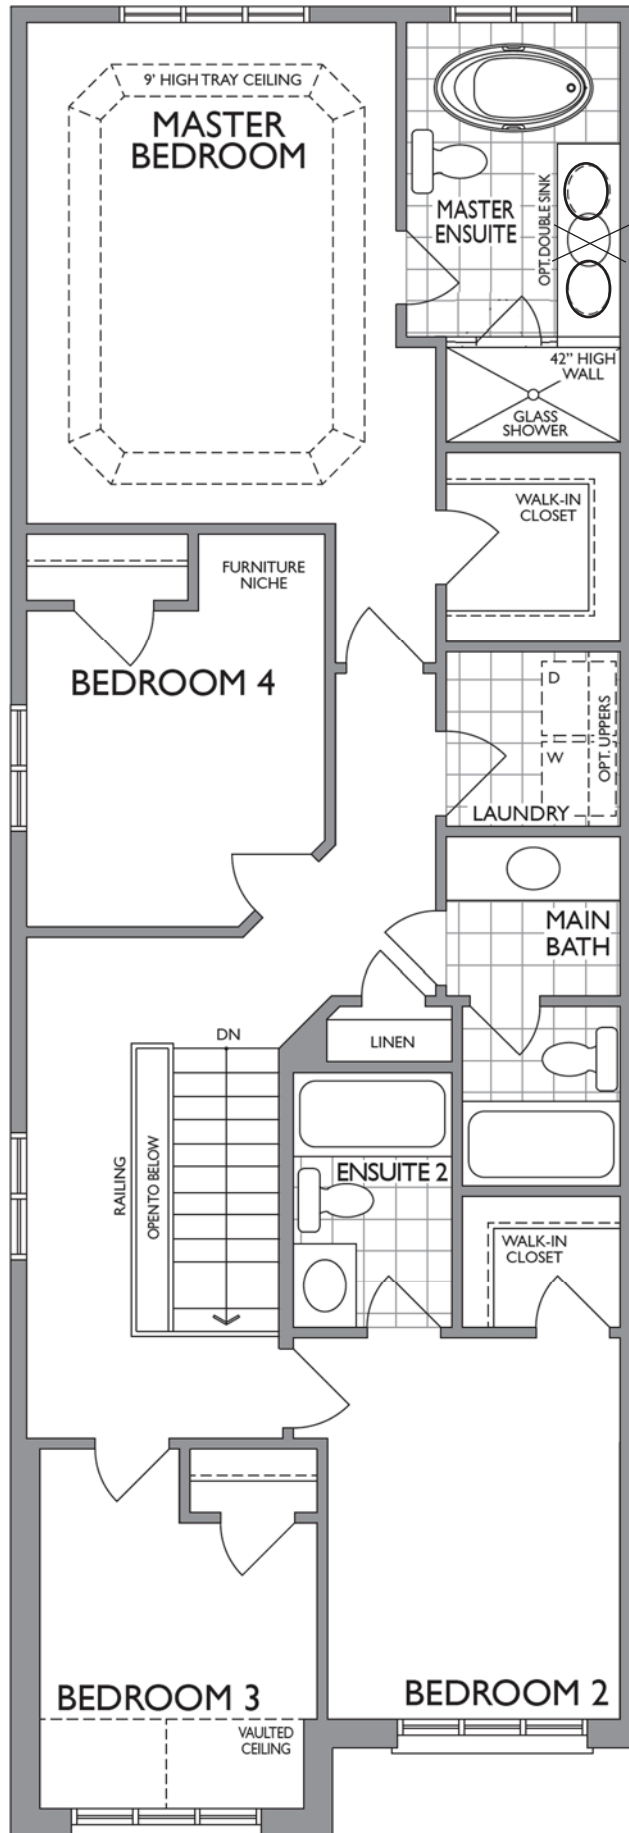 9' HIGH TRAY CEILING
MASTER
BEDROOM
MASTER
ENSUITE
OPT. DOUBLE SINK
42" HIGH
WALL
GLASS
SHOWER
WALK-IN
CLOSET
FURNITURE
NICHE
BEDROOM 4
D
W
OPT. UPPERS
LAUNDRY
MAIN
BATH
LINEN
DN
RAILING
OPEN TO BELOW
ENSUITE 2
WALK-IN
CLOSET
BEDROOM 3
VAULTED
CEILING
BEDROOM 2